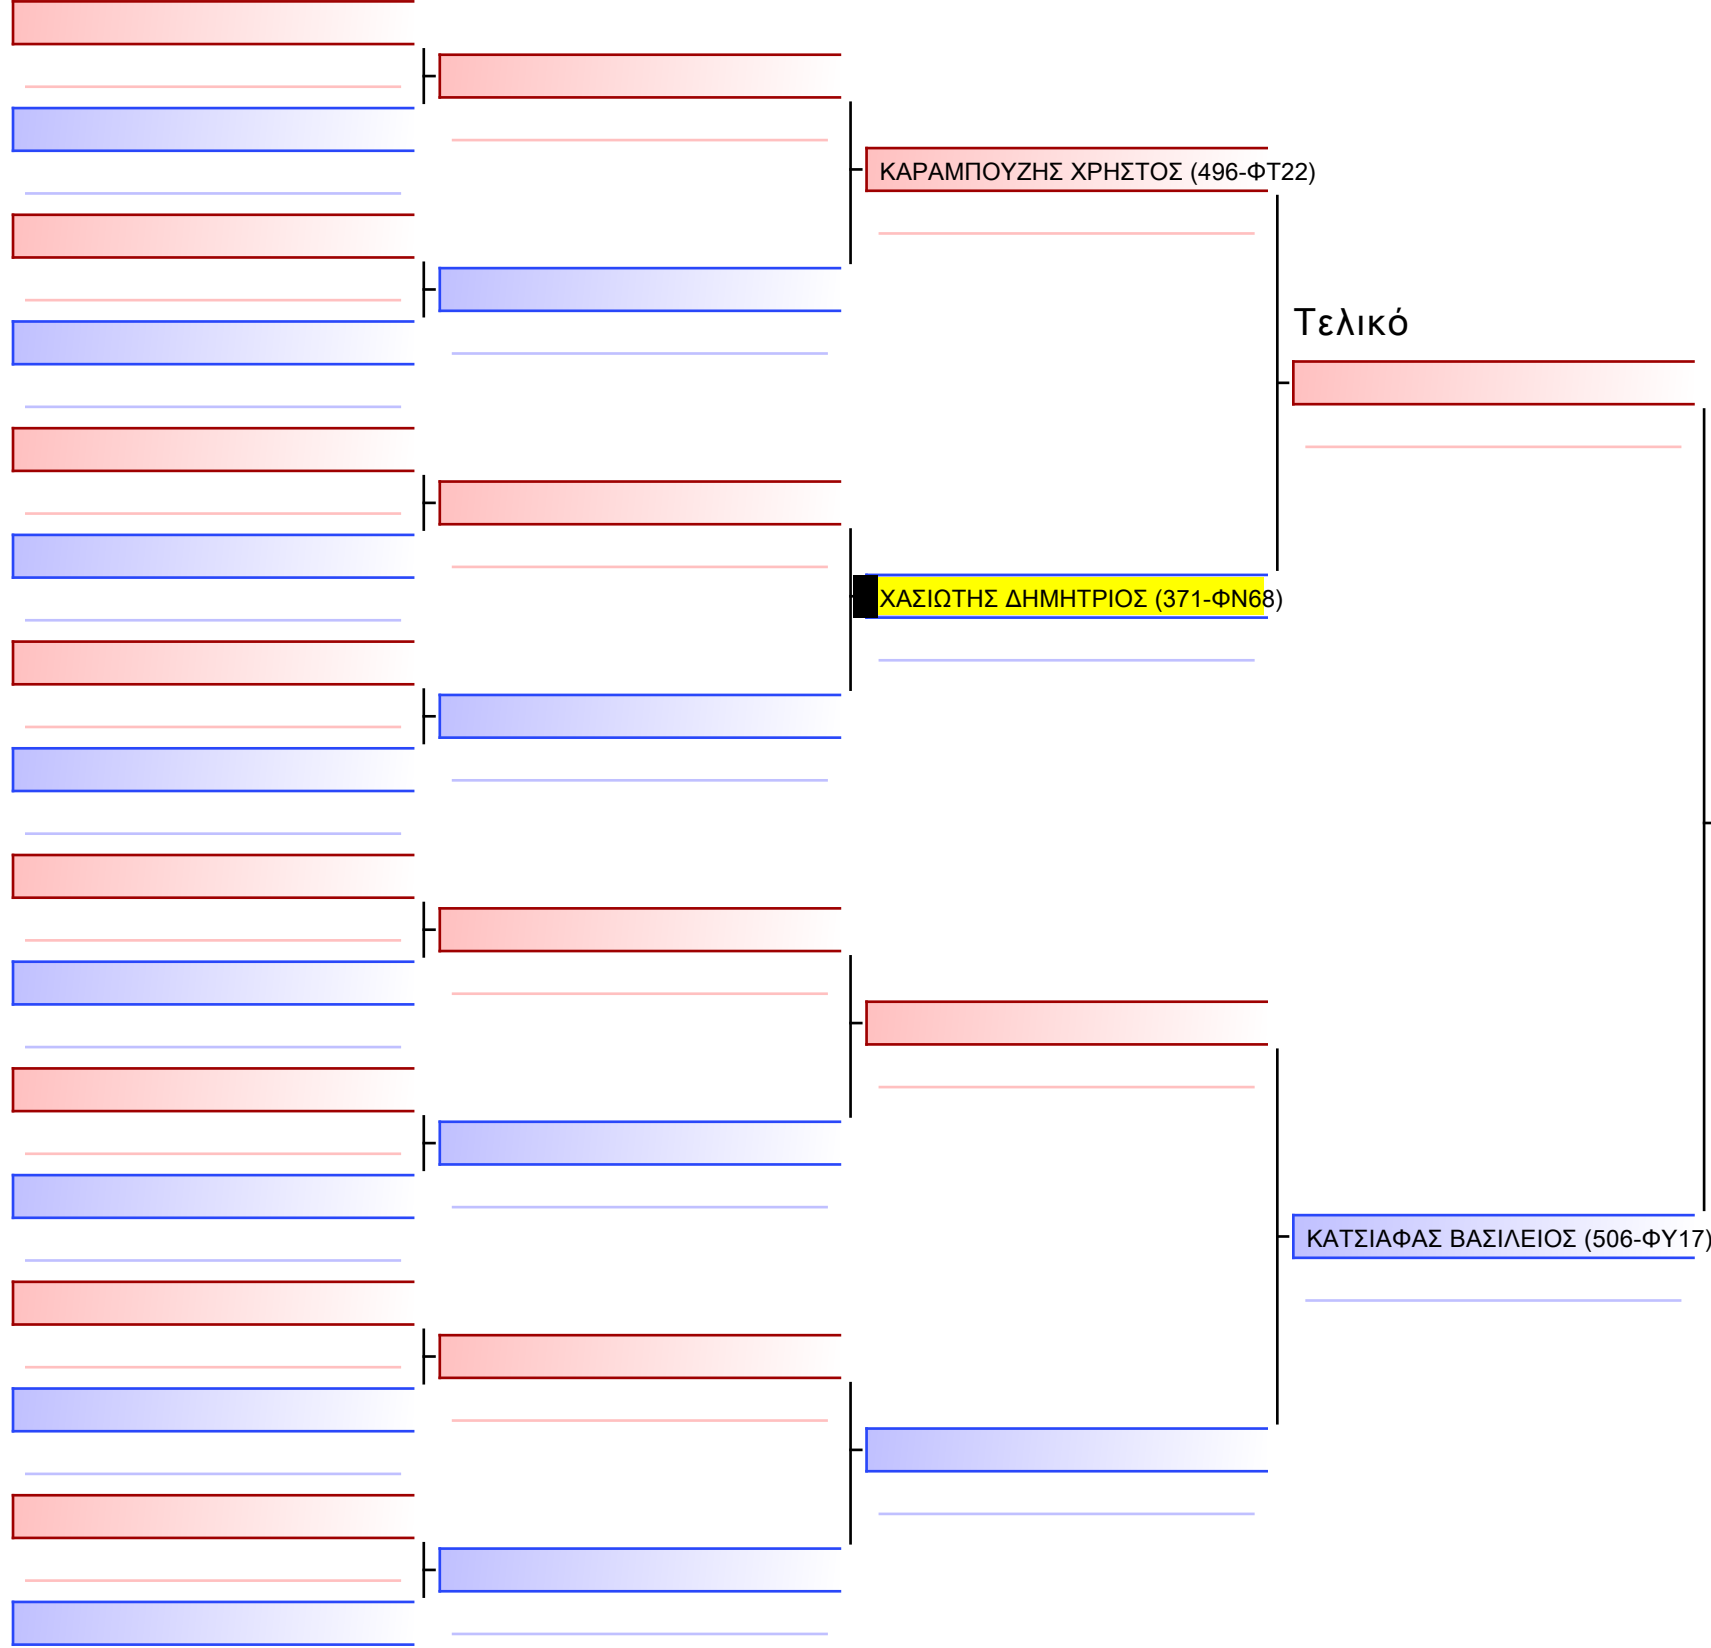 ΚΑΡΑΜΠΟΥΖΗΣ ΧΡΗΣΤΟΣ (496-ΦΤ22)
Τελικό
ΧΑΣΙΩΤΗΣ ΔΗΜΗΤΡΙΟΣ (371-ΦΝ68)
ΚΑΤΣΙΑΦΑΣ ΒΑΣΙΛΕΙΟΣ (506-ΦΥ17)